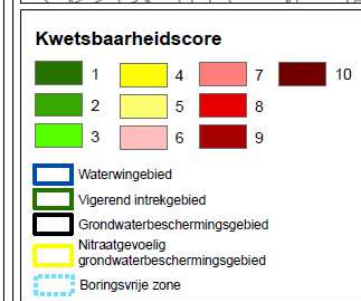 Kwetsbaarheidscore
1 4 7 10
2 5 8
3 6 9
Waterwingebied
Vigerend intrekgebied
Grondwaterbeschermingsgebied
Nitraatgevoelig
grondwaterbeschermingsgebied
Boringsvrije zone